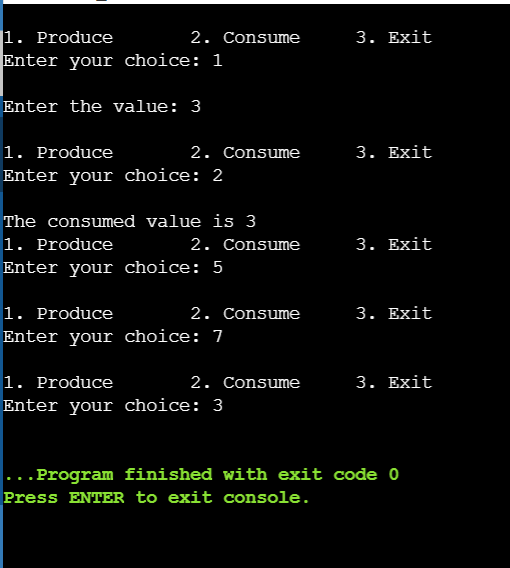 1. Produce 2. Consume 3. Exit
Enter your choice: 1
Enter the value: 3
1. Produce 2. Consume 3. Exit
Enter your choice: 2
The consumed value is 3
1. Produce 2. Consume 3. Exit
Enter your choice: 5
1. Produce 2. Consume 3. Exit
Enter your choice: 7
1. Produce 2. Consume 3. Exit
Enter your choice: 3
...Program finished with exit code 0
Press ENTER to exit console.